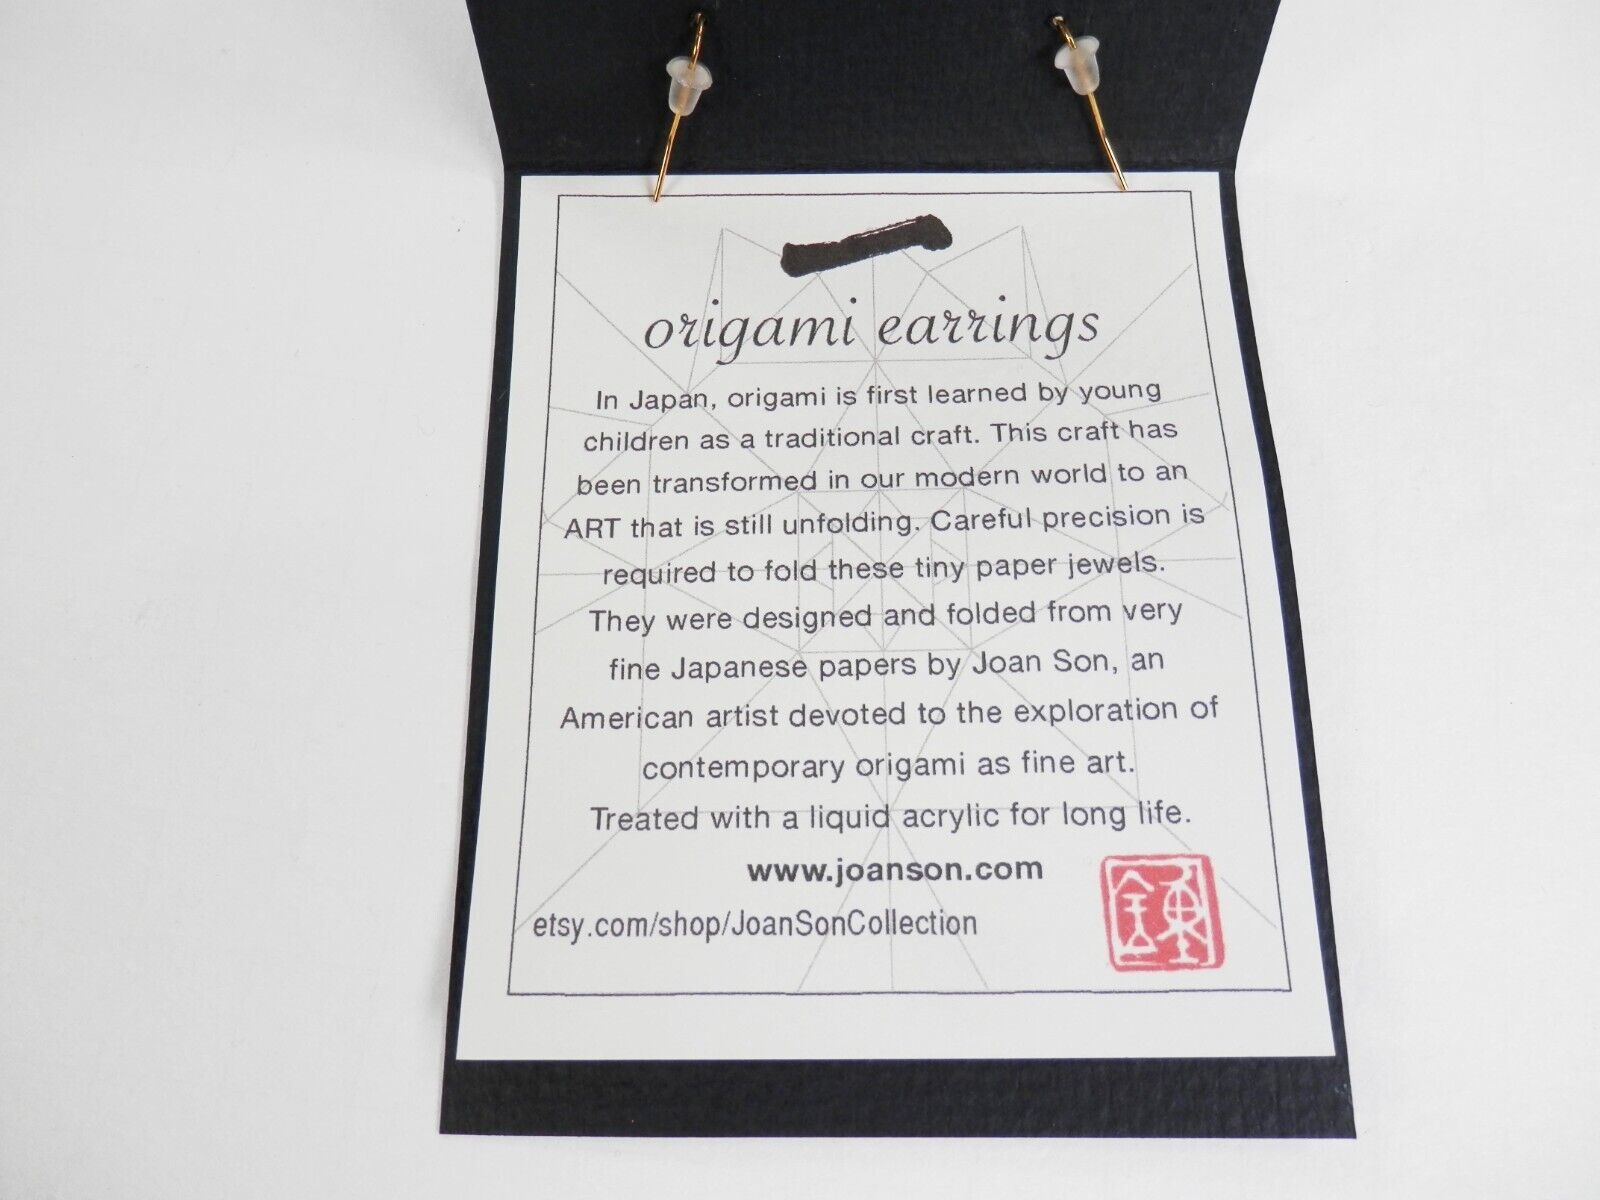 origami earrings
In Japan, origami is first learned by young
children as a traditional craft. This craft has
been transformed in our modern world to an
ART that is still unfolding. Careful precision is
required to fold these tiny paper jewels.
They were designed and folded from very
fine Japanese papers by Joan Son, an
American artist devoted to the exploration of
contemporary origami as fine art.
Treated with a liquid acrylic for long life.
www.joanson.com
etsy.com/shop/JoanSonCollection